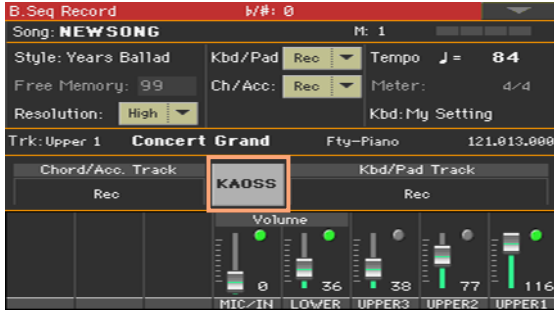 B.Seq Record b/#: 0
Song: NEWSONG M: 1
Style: Years Ballad Kbd/Pad Rec Tempo ♩= 84
Free Memory: 99 Ch/Acc: Rec Meter: 4/4
Resolution: High Kbd: My Setting
Trk: Upper 1 Concert Grand Fty-Piano 121.013.000
Chord/Acc. Track KAOSS Kbd/Pad Track
Rec Rec
Volume
0 36 38 77 116
MIC/IN LOWER UPPER3 UPPER2 UPPER1